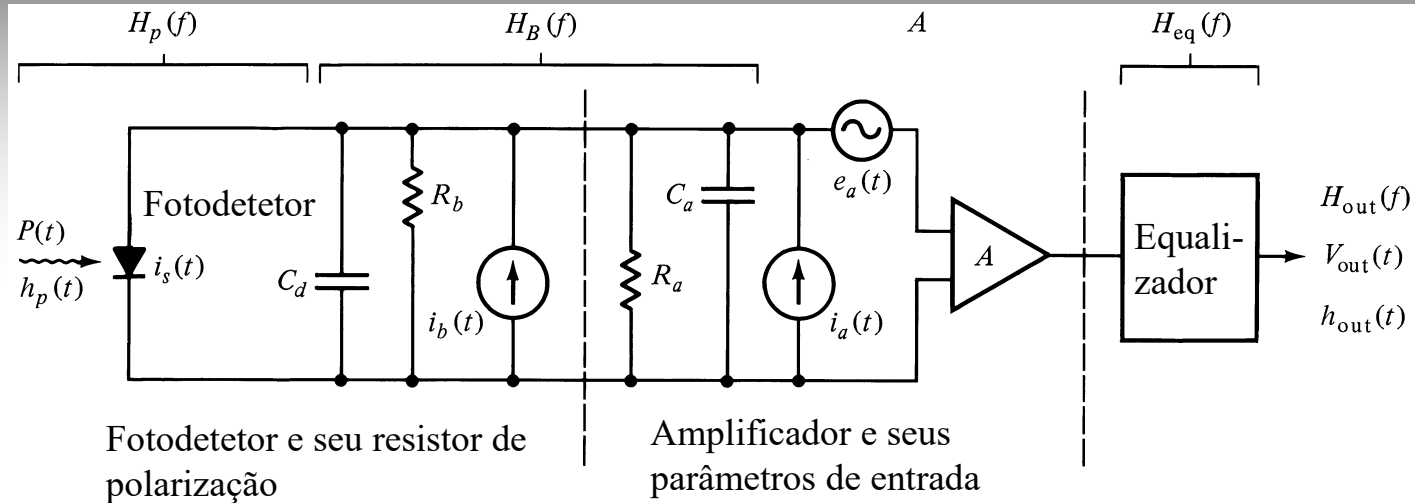 H_p(f)
H_B(f)
A
H_eq(f)
Fotodetetor
P(t)
h_p(t)
i_s(t)
C_d
R_b
i_b(t)
R_a
C_a
i_a(t)
e_a(t)
A
Equali-
zador
H_out(f)
V_out(t)
h_out(t)
Fotodetetor e seu resistor de
polarização
Amplificador e seus
parâmetros de entrada